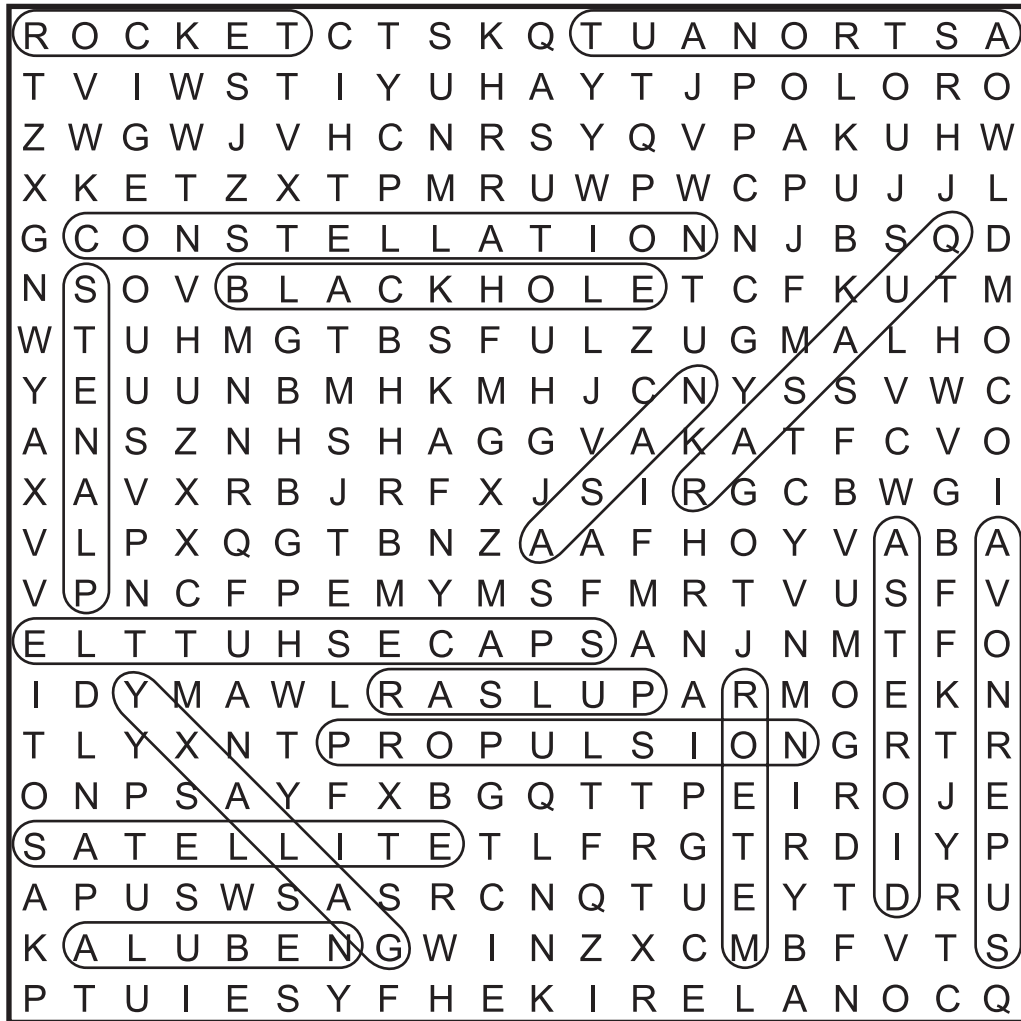 R O C K E T C T S K Q T U A N O R T S A
T V I W S T I Y U H A Y T J P O L O R O
Z W G W J V H C N R S Y Q V P A K U H W
X K E T Z X T P M R U W P W C P U J J L
G C O N S T E L L A T I O N N J B S Q D
N S O V B L A C K H O L E T C F K U T M
W T U H M G T B S F U L Z U G M A L H O
Y E U U N B M H K M H J C N Y S S V W C
A N S Z N H S H A G G V A K A T F C V O
X A V X R B J R F X J S I R G C B W G I
V L P X Q G T B N Z A A F H O Y V A B A
V P N C F P E M Y M S F M R T V U S F V
E L T T U H S E C A P S A N J N M T F O
I D Y M A W L R A S L U P A R M O E K N
T L Y X N T P R O P U L S I O N G R T R
O N P S A Y F X B G Q T T P E I R O J E
S A T E L L I T E T L F R G T R D I Y P
A P U S W S A S R C N Q T U E Y T D R U
K A L U B E N G W I N Z X C M B F V T S
P T U I E S Y F H E K I R E L A N O C Q